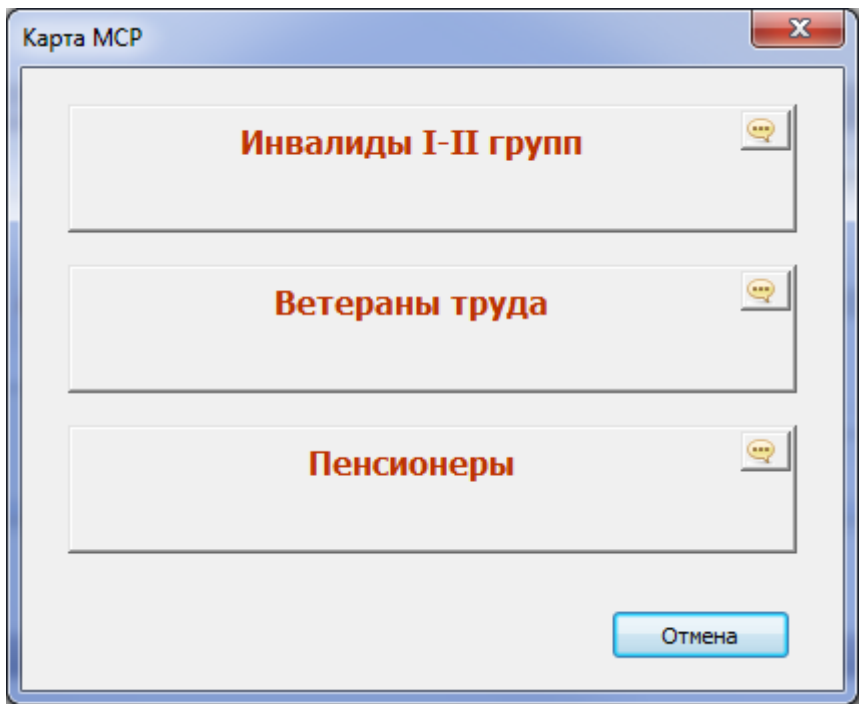 Карта МСР
Инвалиды I-II групп
Ветераны труда
Пенсионеры
Отмена